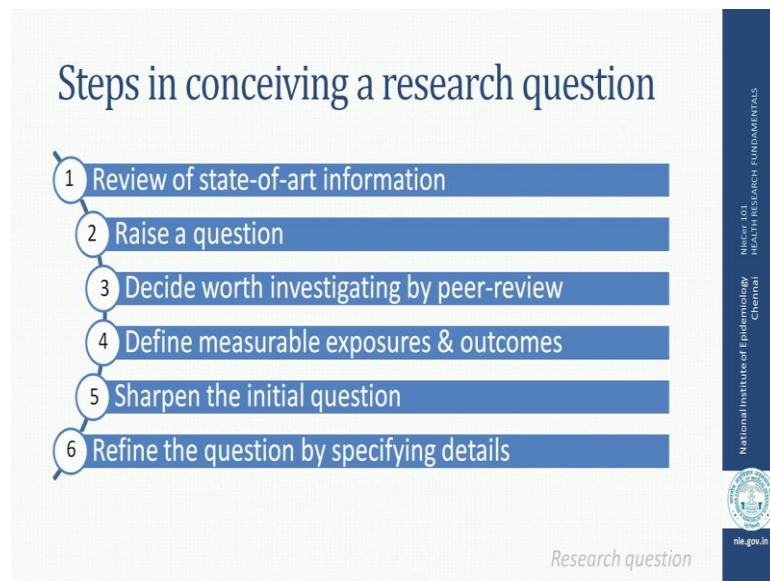 Steps in conceiving a research question
1 Review of state-of-art information
2 Raise a question
3 Decide worth investigating by peer-review
4 Define measurable exposures & outcomes
5 Sharpen the initial question
6 Refine the question by specifying details
Research question
NIeCer 101
HEALTH RESEARCH FUNDAMENTALS
National Institute of Epidemiology
Chennai
nie.gov.in